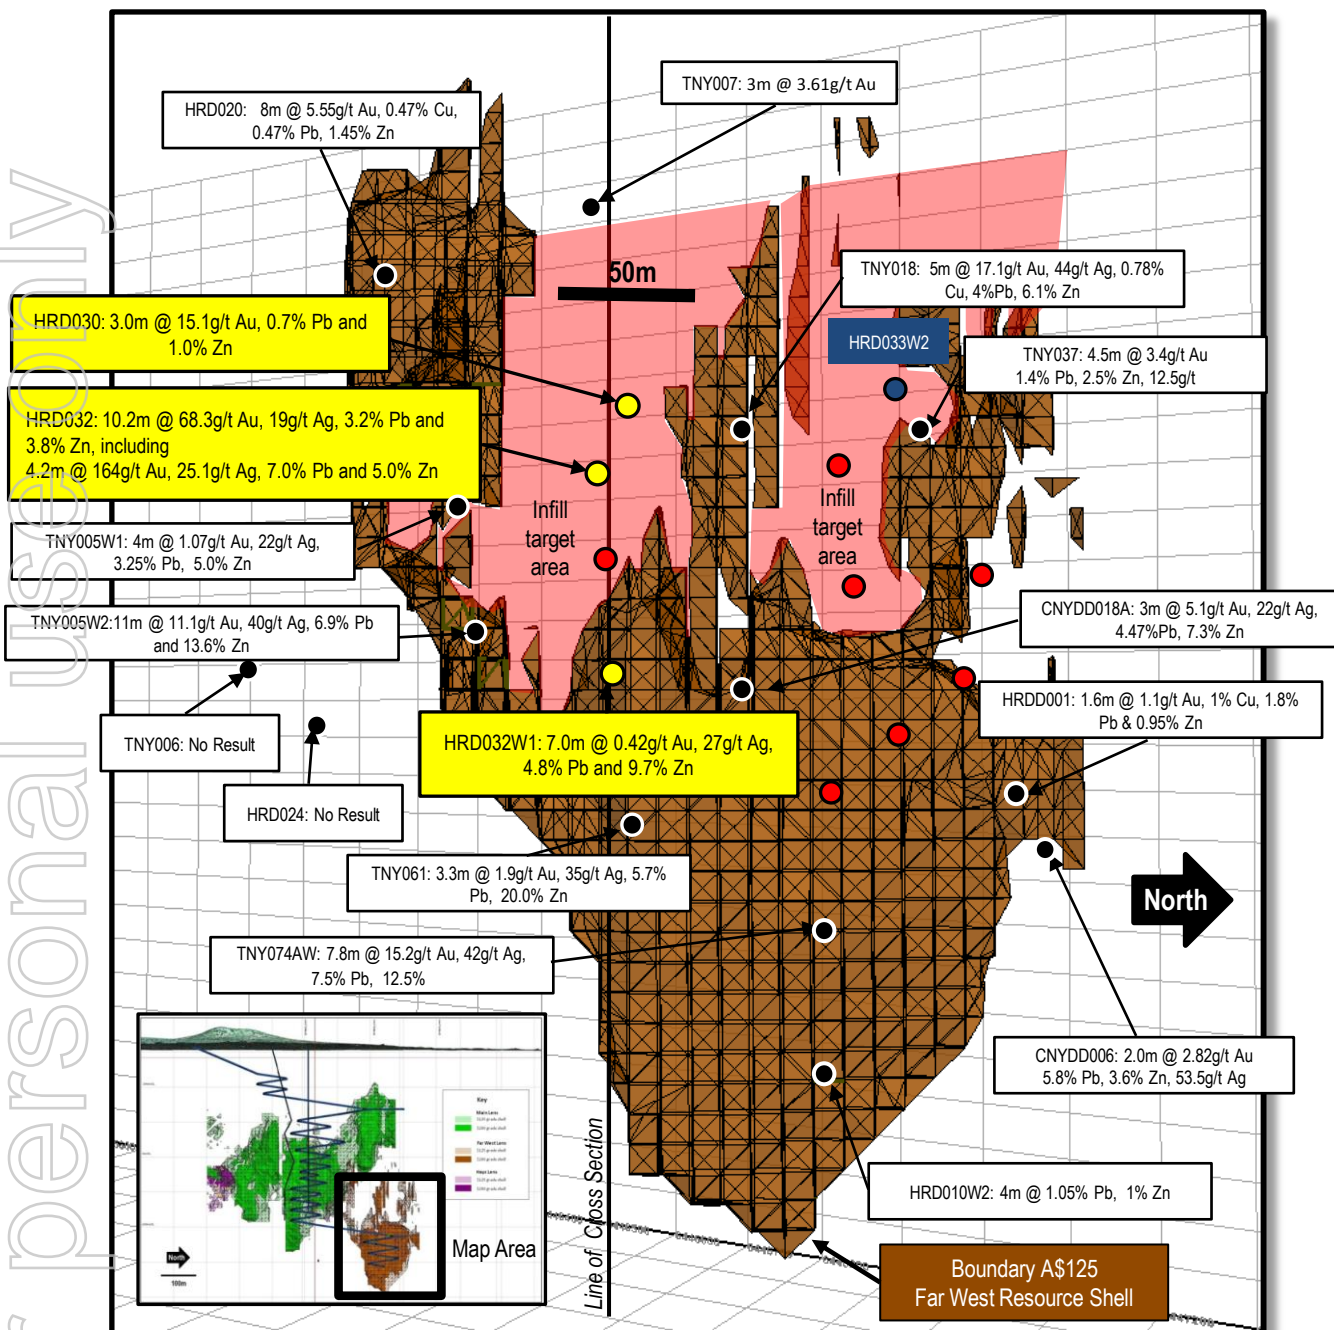 For personal use only
TNY007: 3m @ 3.61g/t Au
HRD020: 8m @ 5.55g/t Au, 0.47% Cu,
0.47% Pb, 1.45% Zn
50m
TNY018: 5m @ 17.1g/t Au, 44g/t Ag, 0.78%
Cu, 4%Pb, 6.1% Zn
HRD030: 3.0m @ 15.1g/t Au, 0.7% Pb and
1.0% Zn
HRD033W2
TNY037: 4.5m @ 3.4g/t Au
1.4% Pb, 2.5% Zn, 12.5g/t
HRD032: 10.2m @ 68.3g/t Au, 19g/t Ag, 3.2% Pb and
3.8% Zn, including
4.2m @ 164g/t Au, 25.1g/t Ag, 7.0% Pb and 5.0% Zn
Infill
target
area
Infill
target
area
TNY005W1: 4m @ 1.07g/t Au, 22g/t Ag,
3.25% Pb, 5.0% Zn
TNY005W2:11m @ 11.1g/t Au, 40g/t Ag, 6.9% Pb
and 13.6% Zn
CNYDD018A: 3m @ 5.1g/t Au, 22g/t Ag,
4.47%Pb, 7.3% Zn
HRDD001: 1.6m @ 1.1g/t Au, 1% Cu, 1.8%
Pb & 0.95% Zn
TNY006: No Result
HRD032W1: 7.0m @ 0.42g/t Au, 27g/t Ag,
4.8% Pb and 9.7% Zn
HRD024: No Result
TNY061: 3.3m @ 1.9g/t Au, 35g/t Ag, 5.7%
Pb, 20.0% Zn
North
TNY074AW: 7.8m @ 15.2g/t Au, 42g/t Ag,
7.5% Pb, 12.5%
CNYDD006: 2.0m @ 2.82g/t Au
5.8% Pb, 3.6% Zn, 53.5g/t Ag
Key
Main Lens
Far West Lens
North
100m
Map Area
Line of Cross Section
HRD010W2: 4m @ 1.05% Pb, 1% Zn
Boundary A$125
Far West Resource Shell